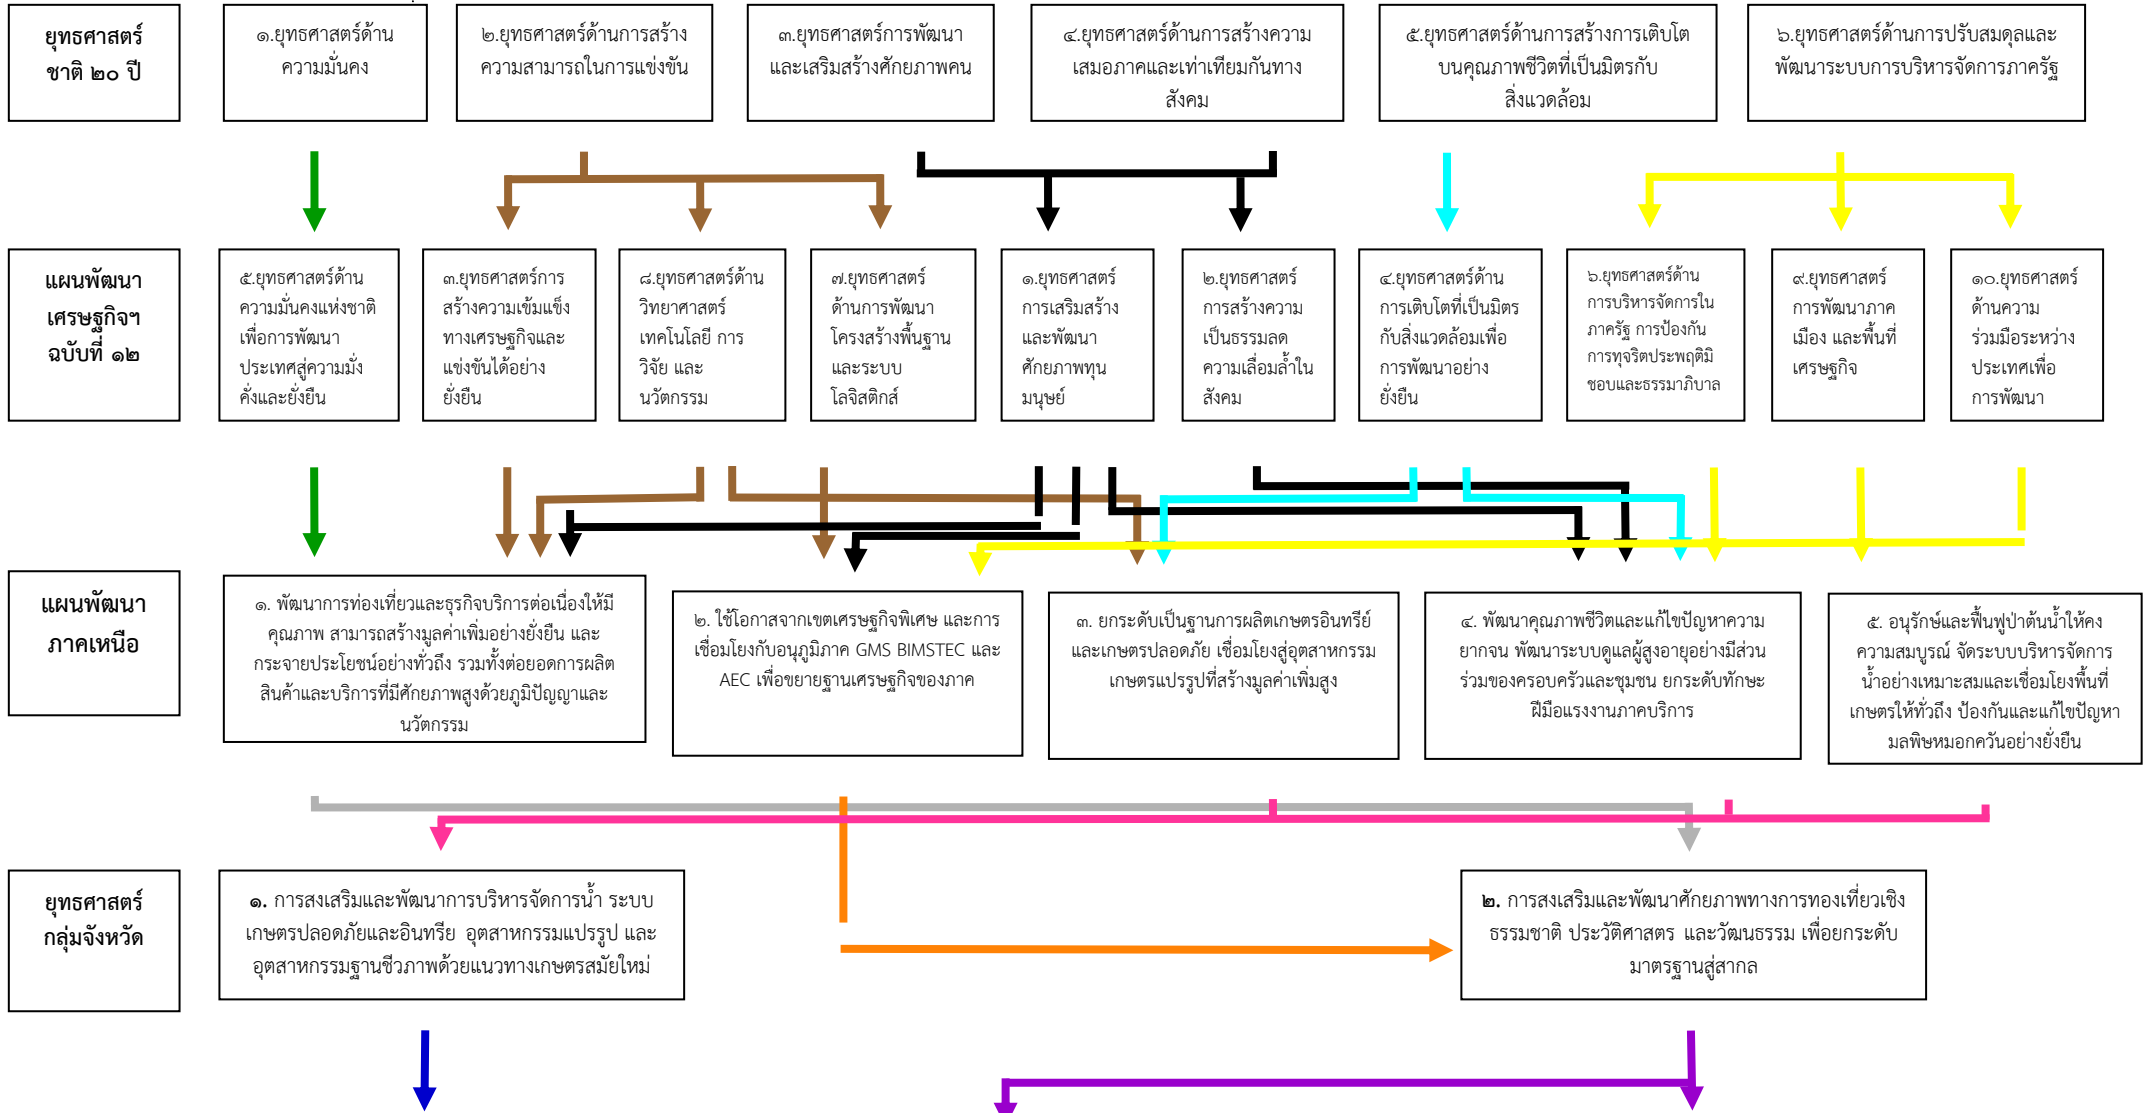 ยุทธศาสตร์
ชาติ ๒๐ ปี
๑.ยุทธศาสตร์ด้าน
ความมั่นคง
๒.ยุทธศาสตร์ด้านการสร้าง
ความสามารถในการแข่งขัน
๓.ยุทธศาสตร์การพัฒนา
และเสริมสร้างศักยภาพคน
๔.ยุทธศาสตร์ด้านการสร้างความ
เสมอภาคและเท่าเทียมกันทาง
สังคม
๕.ยุทธศาสตร์ด้านการสร้างการเติบโต
บนคุณภาพชีวิตที่เป็นมิตรกับ
สิ่งแวดล้อม
๖.ยุทธศาสตร์ด้านการปรับสมดุลและ
พัฒนาระบบการบริหารจัดการภาครัฐ
แผนพัฒนา
เศรษฐกิจฯ
ฉบับที่ ๑๒
๕.ยุทธศาสตร์ด้าน
ความมั่นคงแห่งชาติ
เพื่อการพัฒนา
ประเทศสู่ความมั่ง
คั่งและยั่งยืน
๓.ยุทธศาสตร์การ
สร้างความเข้มแข็ง
ทางเศรษฐกิจและ
แข่งขันได้อย่าง
ยั่งยืน
๘.ยุทธศาสตร์ด้าน
วิทยาศาสตร์
เทคโนโลยี การ
วิจัย และ
นวัตกรรม
๗.ยุทธศาสตร์
ด้านการพัฒนา
โครงสร้างพื้นฐาน
และระบบ
โลจิสติกส์
๑.ยุทธศาสตร์
การเสริมสร้าง
และพัฒนา
ศักยภาพทุน
มนุษย์
๒.ยุทธศาสตร์
การสร้างความ
เป็นธรรมลด
ความเลื่อมล้ำใน
สังคม
๔.ยุทธศาสตร์ด้าน
การเติบโตที่เป็นมิตร
กับสิ่งแวดล้อมเพื่อ
การพัฒนาอย่าง
ยั่งยืน
๖.ยุทธศาสตร์ด้าน
การบริหารจัดการใน
ภาครัฐ การป้องกัน
การทุจริตประพฤติมิ
ชอบและธรรมาภิบาล
๙.ยุทธศาสตร์
การพัฒนาภาค
เมือง และพื้นที่
เศรษฐกิจ
๑๐.ยุทธศาสตร์
ด้านความ
ร่วมมือระหว่าง
ประเทศเพื่อ
การพัฒนา
แผนพัฒนา
ภาคเหนือ
๑. พัฒนาการท่องเที่ยวและธุรกิจบริการต่อเนื่องให้มี
คุณภาพ สามารถสร้างมูลค่าเพิ่มอย่างยั่งยืน และ
กระจายประโยชน์อย่างทั่วถึง รวมทั้งต่อยอดการผลิต
สินค้าและบริการที่มีศักยภาพสูงด้วยภูมิปัญญาและ
นวัตกรรม
๒. ใช้โอกาสจากเขตเศรษฐกิจพิเศษ และการ
เชื่อมโยงกับอนุภูมิภาค GMS BIMSTEC และ
AEC เพื่อขยายฐานเศรษฐกิจของภาค
๓. ยกระดับเป็นฐานการผลิตเกษตรอินทรีย์
และเกษตรปลอดภัย เชื่อมโยงสู่อุตสาหกรรม
เกษตรแปรรูปที่สร้างมูลค่าเพิ่มสูง
๔. พัฒนาคุณภาพชีวิตและแก้ไขปัญหาความ
ยากจน พัฒนาระบบดูแลผู้สูงอายุอย่างมีส่วน
ร่วมของครอบครัวและชุมชน ยกระดับทักษะ
ฝีมือแรงงานภาคบริการ
๕. อนุรักษ์และฟื้นฟูป่าต้นน้ำให้คง
ความสมบูรณ์ จัดระบบบริหารจัดการ
น้ำอย่างเหมาะสมและเชื่อมโยงพื้นที่
เกษตรให้ทั่วถึง ป้องกันและแก้ไขปัญหา
มลพิษหมอกควันอย่างยั่งยืน
ยุทธศาสตร์
กลุ่มจังหวัด
๑. การสงเสริมและพัฒนาการบริหารจัดการน้ำ ระบบ
เกษตรปลอดภัยและอินทรีย อุตสาหกรรมแปรรูป และ
อุตสาหกรรมฐานชีวภาพด้วยแนวทางเกษตรสมัยใหม่
๒. การสงเสริมและพัฒนาศักยภาพทางการทองเที่ยวเชิง
ธรรมชาติ ประวัติศาสตร และวัฒนธรรม เพื่อยกระดับ
มาตรฐานสู่สากล